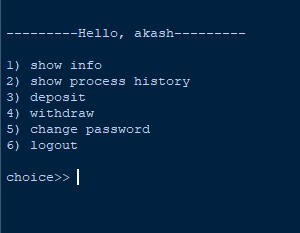 ---------Hello, akash---------
1) show info
2) show process history
3) deposit
4) withdraw
5) change password
6) logout
choice>>